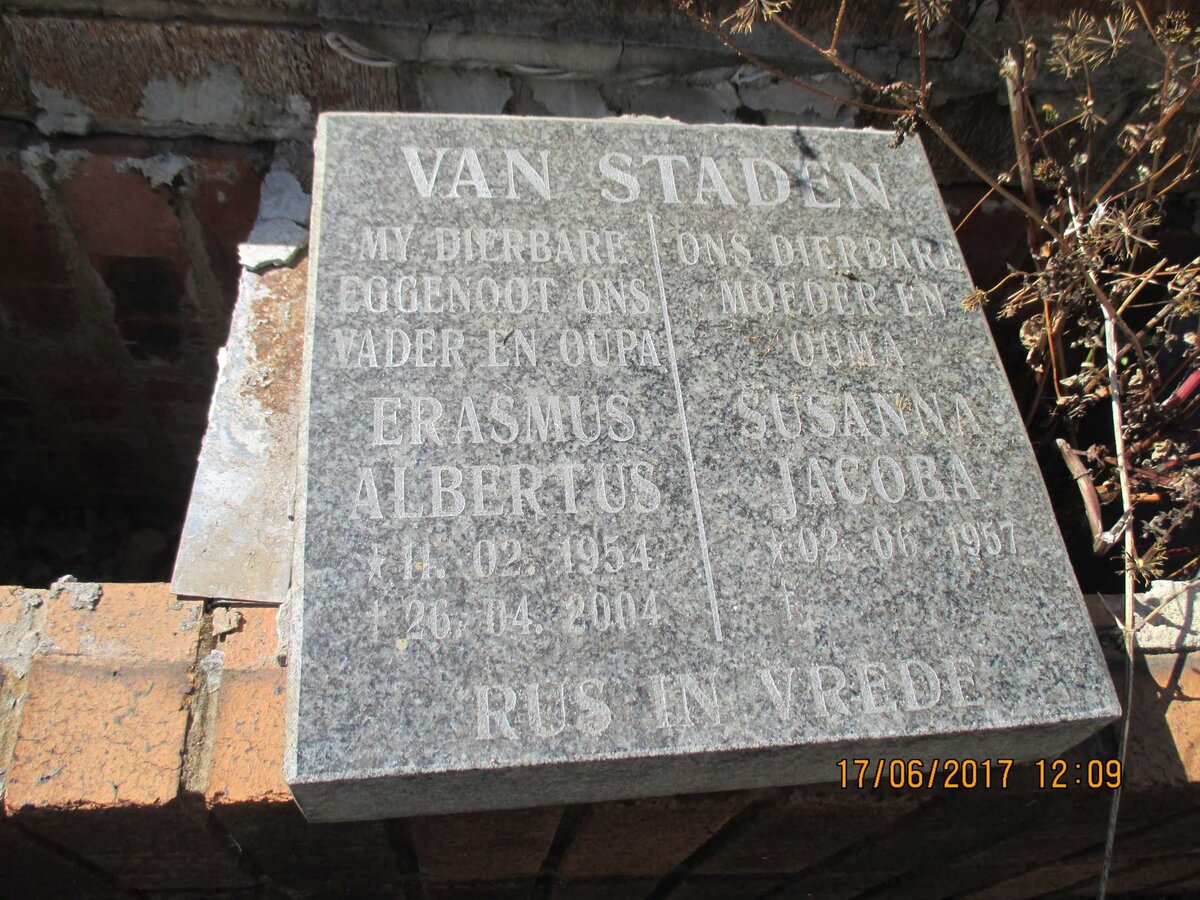 VAN STADEN
MY DIERBARE
EGGENOOT ONS
VADER EN OUPA
ERASMUS
ALBERTUS
*11. 02. 1954
†26. 04. 2004
ONS DIERBARE
MOEDER EN
OUMA
SUSANNA
JACOBA
*02. 06 1957
†
RUS IN VREDE
17/06/2017 12:09